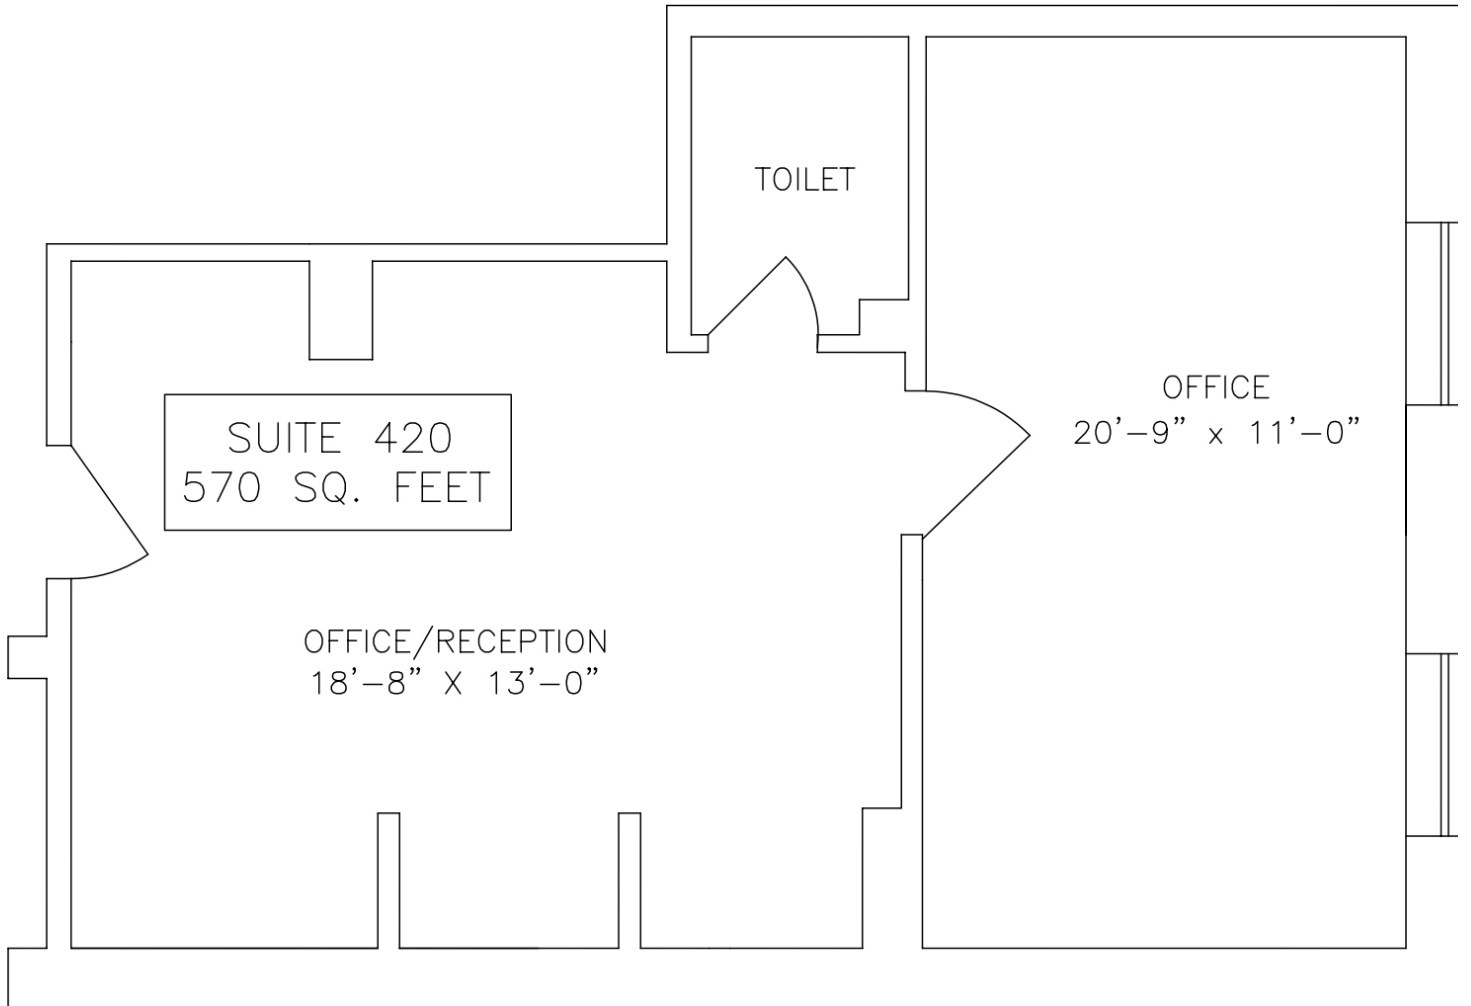 TOILET
OFFICE
20'-9" x 11'-0"
SUITE 420
570 SQ. FEET
OFFICE/RECEPTION
18'-8" X 13'-0"